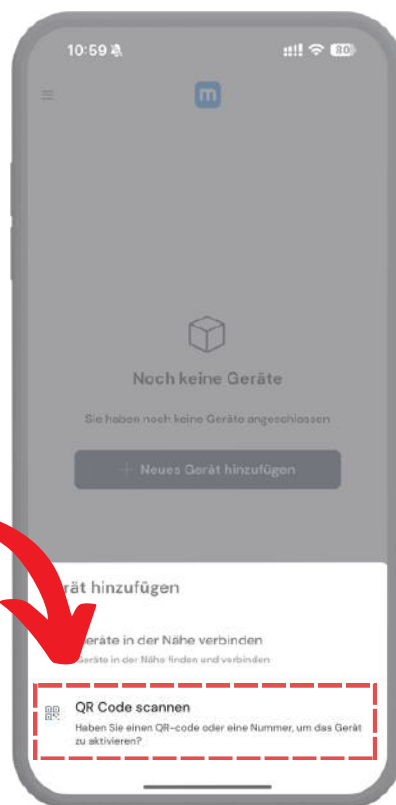 10:59
80
m
Noch keine Geräte
Sie haben noch keine Geräte angeschlossen
+ Neues Gerät hinzufügen
rät hinzufügen
eräte in der Nähe verbinden
Geräte in der Nähe finden und verbinden
QR Code scannen
Haben Sie einen QR-code oder eine Nummer, um das Gerät
zu aktivieren?